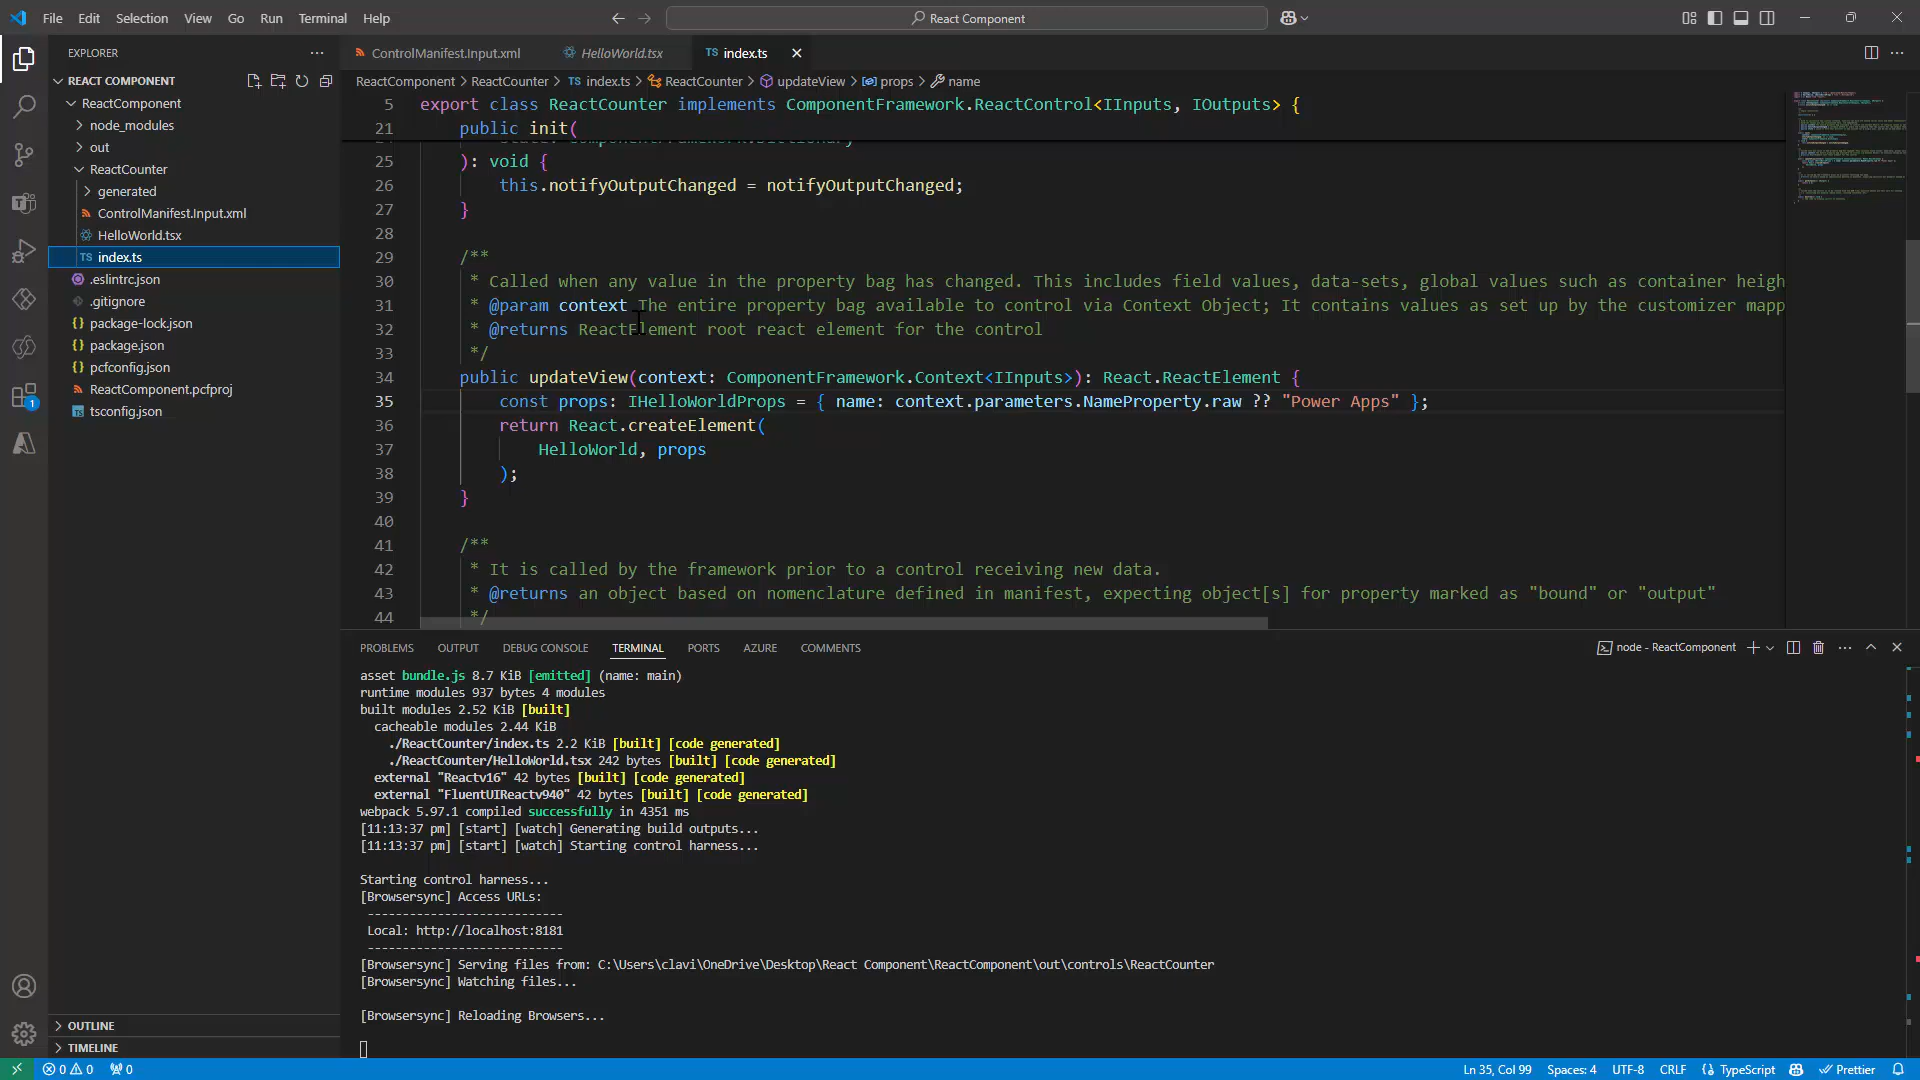 File Edit Selection View Go Run Terminal Help
React Component
EXPLORER
REACT COMPONENT
ReactComponent
node_modules
out
ReactCounter
generated
ControlManifest.Input.xml
HelloWorld.tsx
TS index.ts
.eslintrc.json
.gitignore
{} package-lock.json
{} package.json
{} pcfconfig.json
ReactComponent.pcfproj
tsconfig.json
1
OUTLINE
TIMELINE
ControlManifest.Input.xml HelloWorld.tsx TS index.ts
ReactComponent > ReactCounter > TS index.ts > ReactCounter > updateView > props > name
5 export class ReactCounter implements ComponentFramework.ReactControl<IInputs, IOutputs> {
21 public init(
25 ): void {
26 this.notifyOutputChanged = notifyOutputChanged;
27 }
28
29 /**
30 * Called when any value in the property bag has changed. This includes field values, data-sets, global values such as container heigh
31 * @param context The entire property bag available to control via Context Object; It contains values as set up by the customizer mapp
32 * @returns ReactElement root react element for the control
33 */
34 public updateView(context: ComponentFramework.Context<IInputs>): React.ReactElement {
35 const props: IHelloWorldProps = { name: context.parameters.NameProperty.raw ?? "Power Apps" };
36 return React.createElement(
37 HelloWorld, props
38 );
39 }
40
41 /**
42 * It is called by the framework prior to a control receiving new data.
43 * @returns an object based on nomenclature defined in manifest, expecting object[s] for property marked as "bound" or "output"
44 */
PROBLEMS OUTPUT DEBUG CONSOLE TERMINAL PORTS AZURE COMMENTS
node - ReactComponent
asset bundle.js 8.7 KiB [emitted] (name: main)
runtime modules 937 bytes 4 modules
built modules 2.52 KiB [built]
cacheable modules 2.44 KiB
./ReactCounter/index.ts 2.2 KiB [built] [code generated]
./ReactCounter/HelloWorld.tsx 242 bytes [built] [code generated]
external "Reactv16" 42 bytes [built] [code generated]
external "FluentUIReactv940" 42 bytes [built] [code generated]
webpack 5.97.1 compiled successfully in 4351 ms
[11:13:37 pm] [start] [watch] Generating build outputs...
[11:13:37 pm] [start] [watch] Starting control harness...
Starting control harness...
[Browsersync] Access URLs:
----------------------------
Local: http://localhost:8181
----------------------------
[Browsersync] Serving files from: C:\Users\clavi\OneDrive\Desktop\React Component\ReactComponent\out\controls\ReactCounter
[Browsersync] Watching files...
[Browsersync] Reloading Browsers...
0 0 0
Ln 35, Col 99 Spaces: 4 UTF-8 CRLF {} TypeScript Prettier